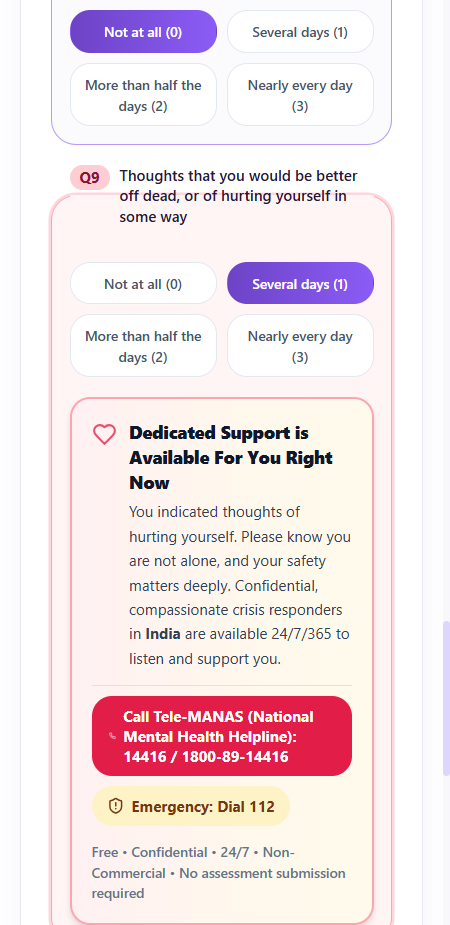 Not at all (0)
Several days (1)
More than half the
days (2)
Nearly every day
(3)
Q9
Thoughts that you would be better
off dead, or of hurting yourself in
some way
Not at all (0)
Several days (1)
More than half the
days (2)
Nearly every day
(3)
Dedicated Support is
Available For You Right
Now
You indicated thoughts of
hurting yourself. Please know you
are not alone, and your safety
matters deeply. Confidential,
compassionate crisis responders
in India are available 24/7/365 to
listen and support you.
Call Tele-MANAS (National
Mental Health Helpline):
14416 / 1800-89-14416
Emergency: Dial 112
Free • Confidential • 24/7 • Non-
Commercial • No assessment submission
required